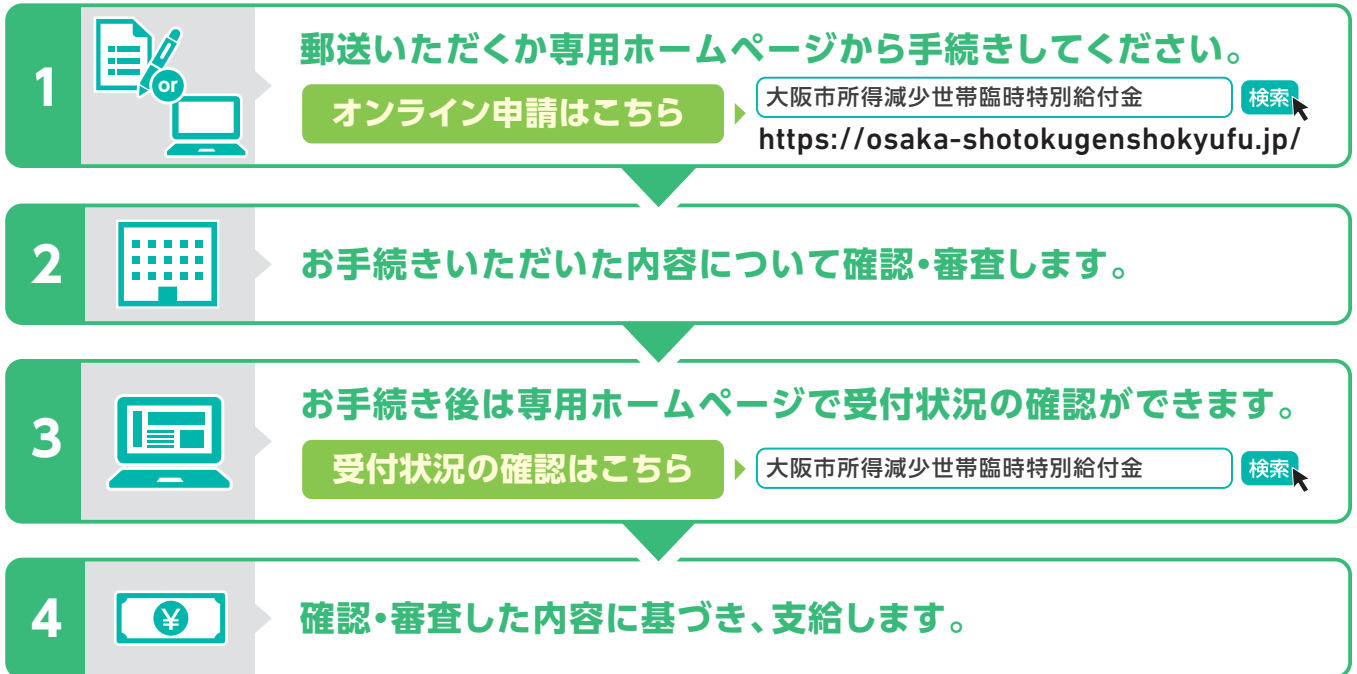 1
or
郵送いただくか専用ホームページから手続きしてください。
オンライン申請はこちら
大阪市所得減少世帯臨時特別給付金
検索
https://osaka-shotokugenshokyufu.jp/
2
お手続きいただいた内容について確認・審査します。
3
お手続き後は専用ホームページで受付状況の確認ができます。
受付状況の確認はこちら
大阪市所得減少世帯臨時特別給付金
検索
4
¥
確認・審査した内容に基づき、支給します。